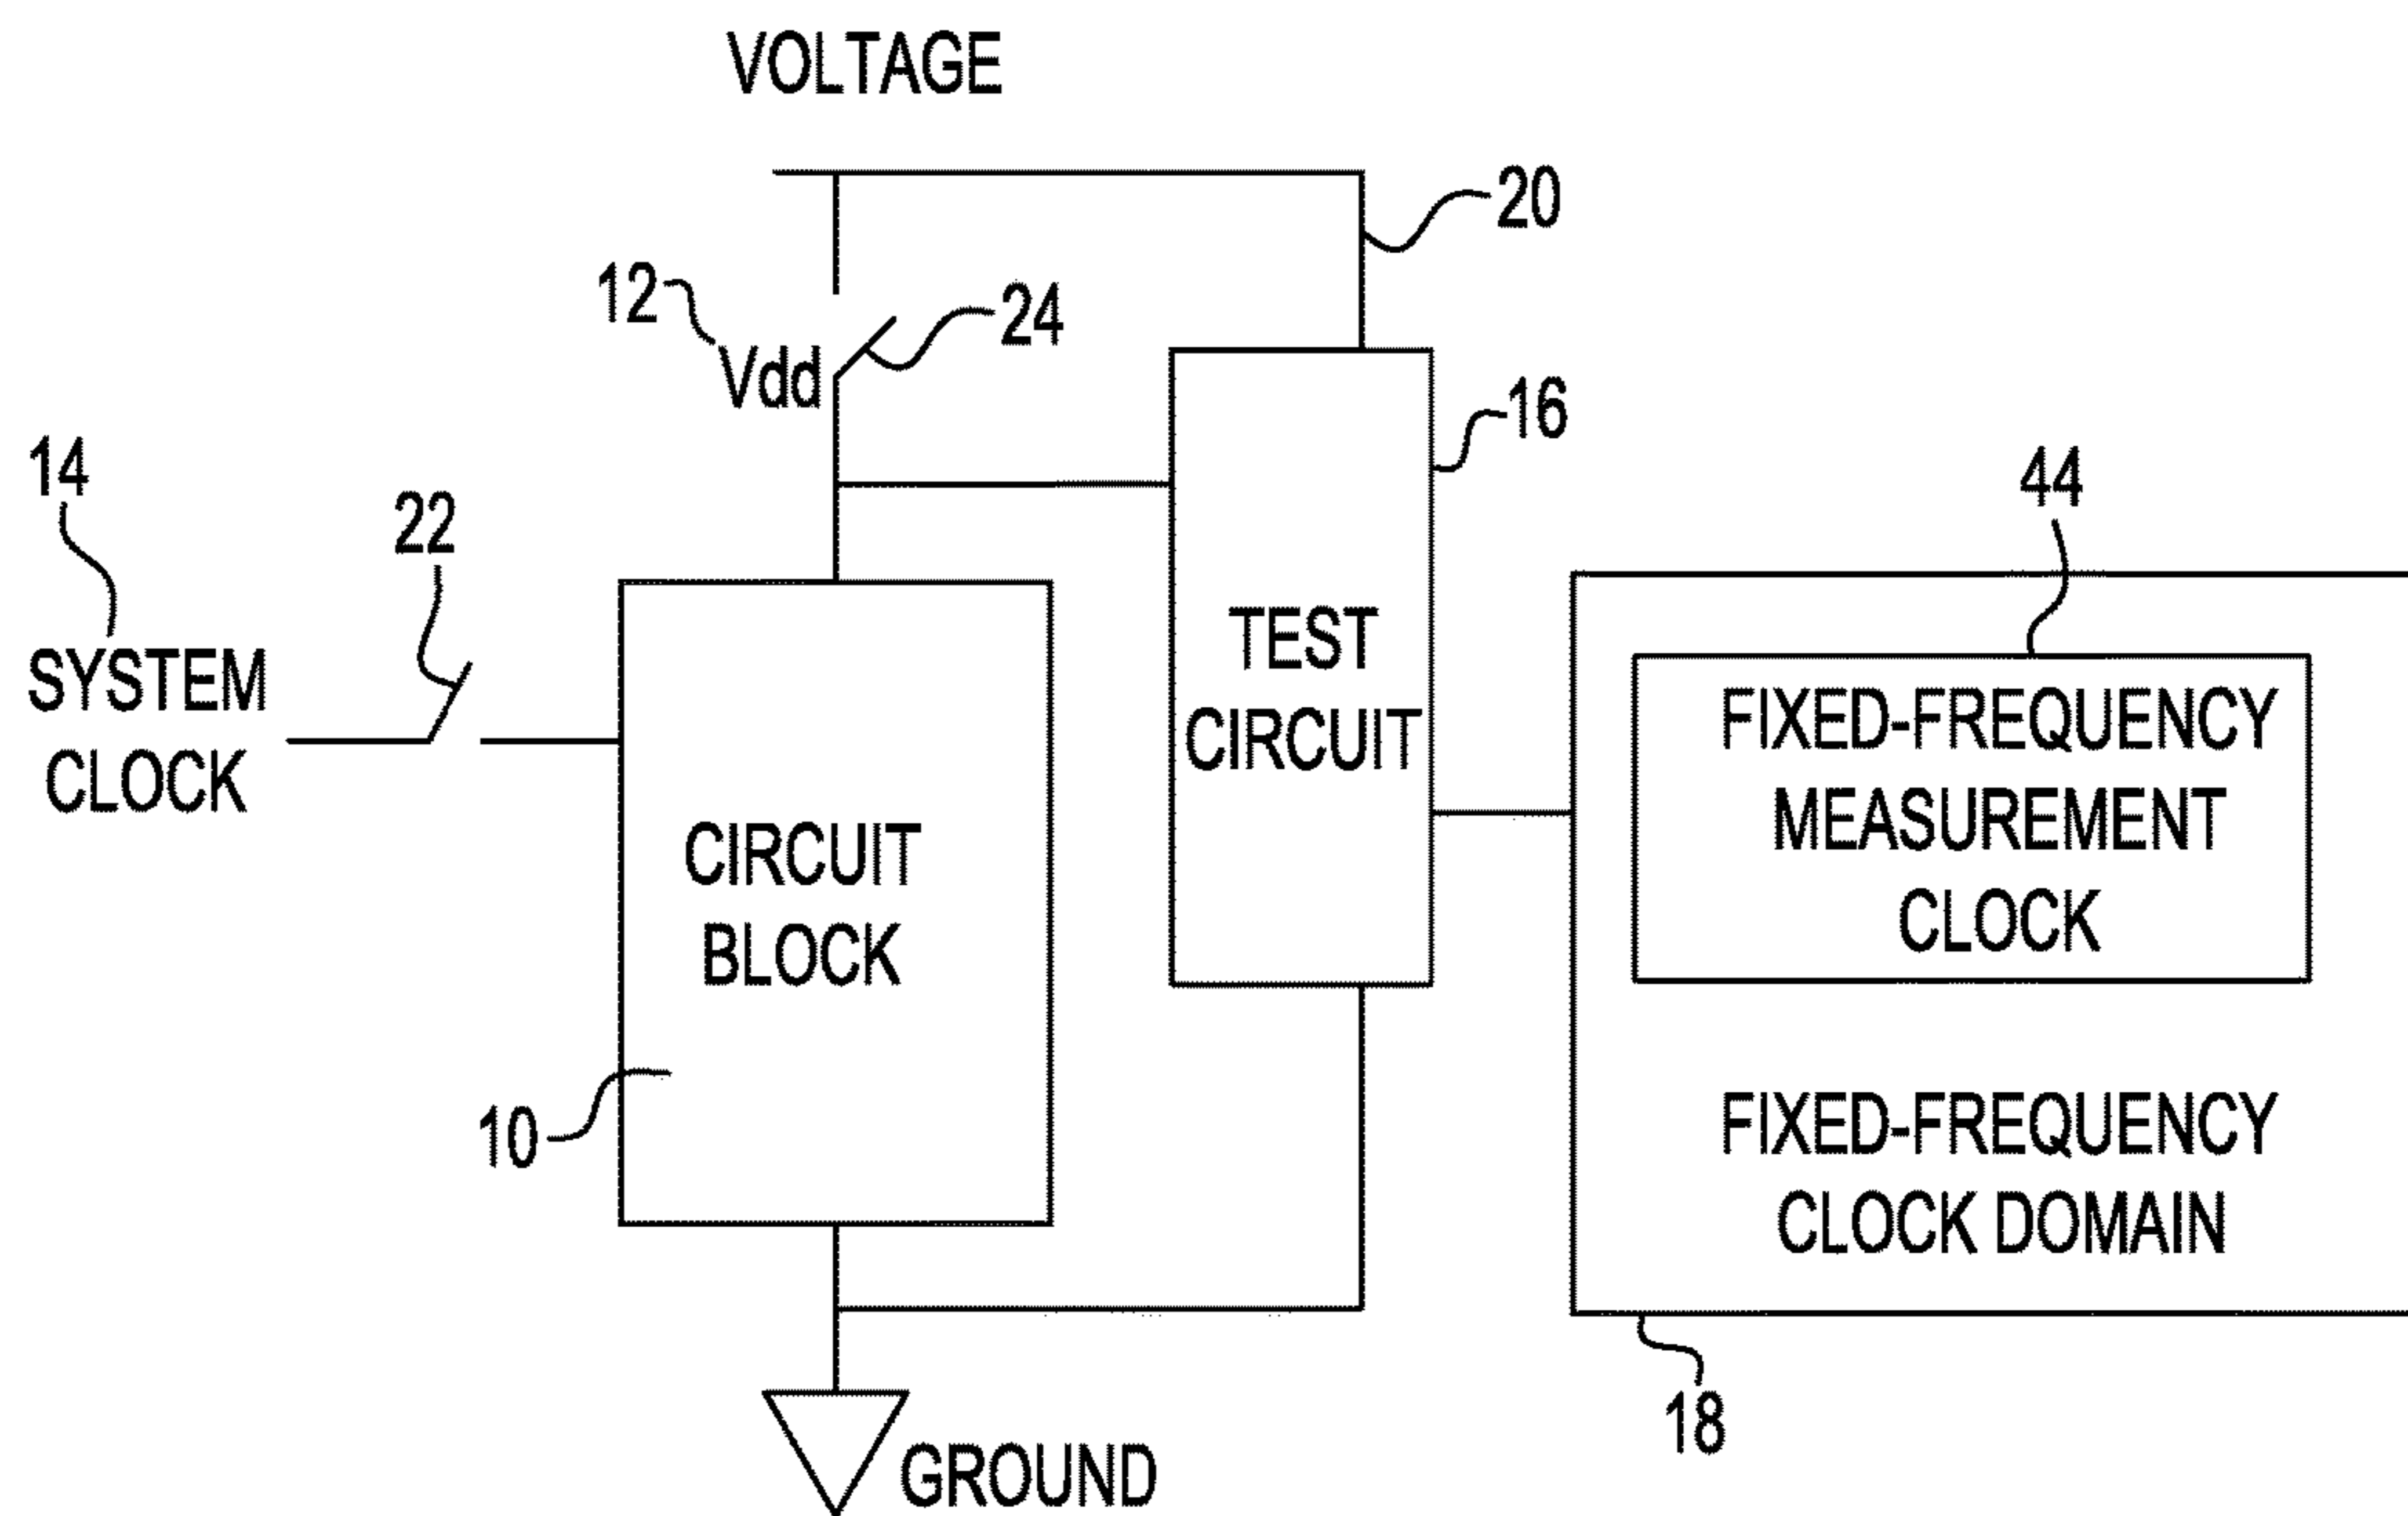 VOLTAGE
20
12
24
Vdd
16
14
22
44
SYSTEM
CLOCK
TEST
CIRCUIT
FIXED-FREQUENCY
MEASUREMENT
CLOCK
CIRCUIT
BLOCK
10
FIXED-FREQUENCY
CLOCK DOMAIN
18
GROUND